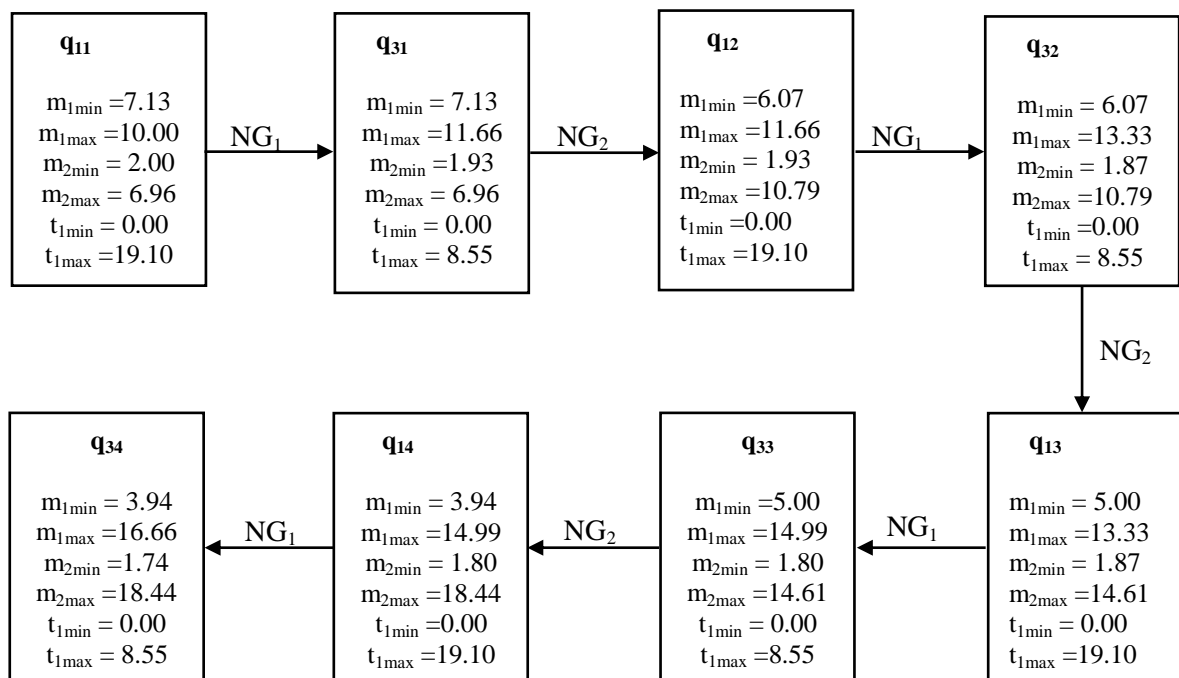 q₁₁
m₁min =7.13
m₁max =10.00
m₂min = 2.00
m₂max = 6.96
t₁min = 0.00
t₁max =19.10
NG₁
q₃₁
m₁min = 7.13
m₁max =11.66
m₂min = 1.93
m₂max = 6.96
t₁min = 0.00
t₁max = 8.55
NG₂
q₁₂
m₁min =6.07
m₁max =11.66
m₂min = 1.93
m₂max =10.79
t₁min =0.00
t₁max =19.10
NG₁
q₃₂
m₁min = 6.07
m₁max =13.33
m₂min = 1.87
m₂max =10.79
t₁min =0.00
t₁max = 8.55
NG₂
q₃₄
m₁min = 3.94
m₁max =16.66
m₂min = 1.74
m₂max =18.44
t₁min = 0.00
t₁max = 8.55
NG₁
q₁₄
m₁min = 3.94
m₁max =14.99
m₂min = 1.80
m₂max =18.44
t₁min =0.00
t₁max =19.10
NG₂
q₃₃
m₁min =5.00
m₁max =14.99
m₂min = 1.80
m₂max =14.61
t₁min = 0.00
t₁max =8.55
NG₁
q₁₃
m₁min = 5.00
m₁max =13.33
m₂min = 1.87
m₂max =14.61
t₁min = 0.00
t₁max =19.10